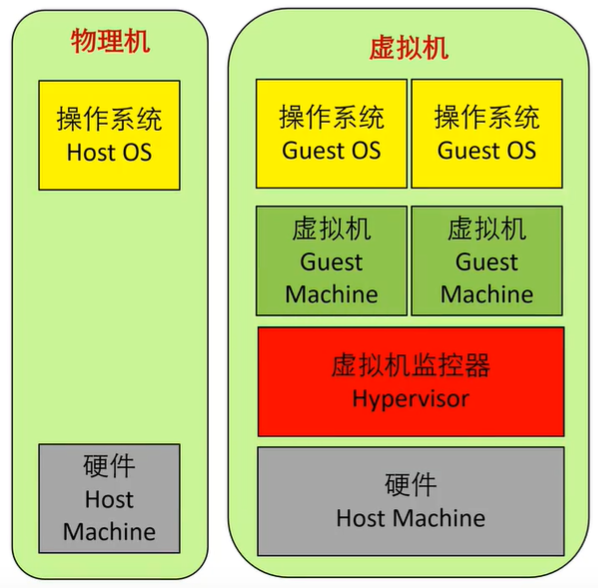 物理机
操作系统
Host OS
硬件
Host
Machine
虚拟机
操作系统
Guest OS
操作系统
Guest OS
虚拟机
Guest
Machine
虚拟机
Guest
Machine
虚拟机监控器
Hypervisor
硬件
Host Machine